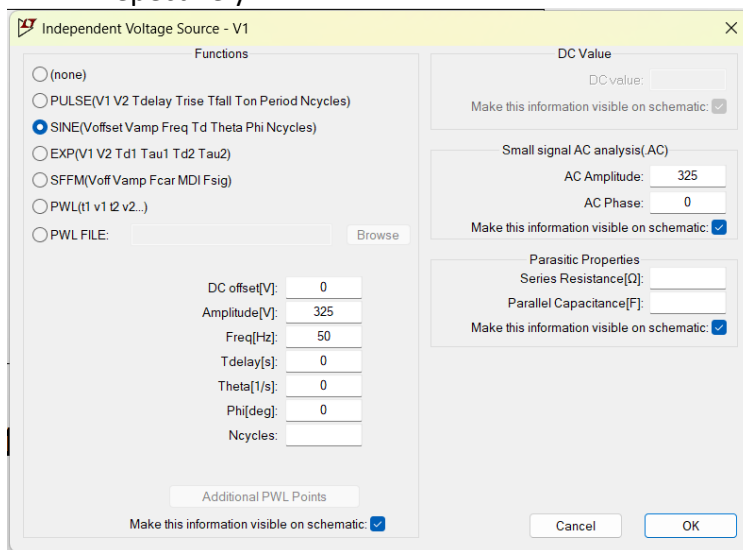 Independent Voltage Source - V1
Functions
(none)
PULSE(V1 V2 Tdelay Trise Tfall Ton Period Ncycles)
SINE(Voffset Vamp Freq Td Theta Phi Ncycles)
EXP(V1 V2 Td1 Tau1 Td2 Tau2)
SFFM(Voff Vamp Fcar MDI Fsig)
PWL(t1 v1 t2 v2...)
PWL FILE: Browse
DC offset[V]: 0
Amplitude[V]: 325
Freq[Hz]: 50
Tdelay[s]: 0
Theta[1/s]: 0
Phi[deg]: 0
Ncycles:
Additional PWL Points
Make this information visible on schematic:
DC Value
DC value:
Make this information visible on schematic:
Small signal AC analysis(.AC)
AC Amplitude: 325
AC Phase: 0
Make this information visible on schematic:
Parasitic Properties
Series Resistance[Ω]:
Parallel Capacitance[F]:
Make this information visible on schematic:
Cancel OK